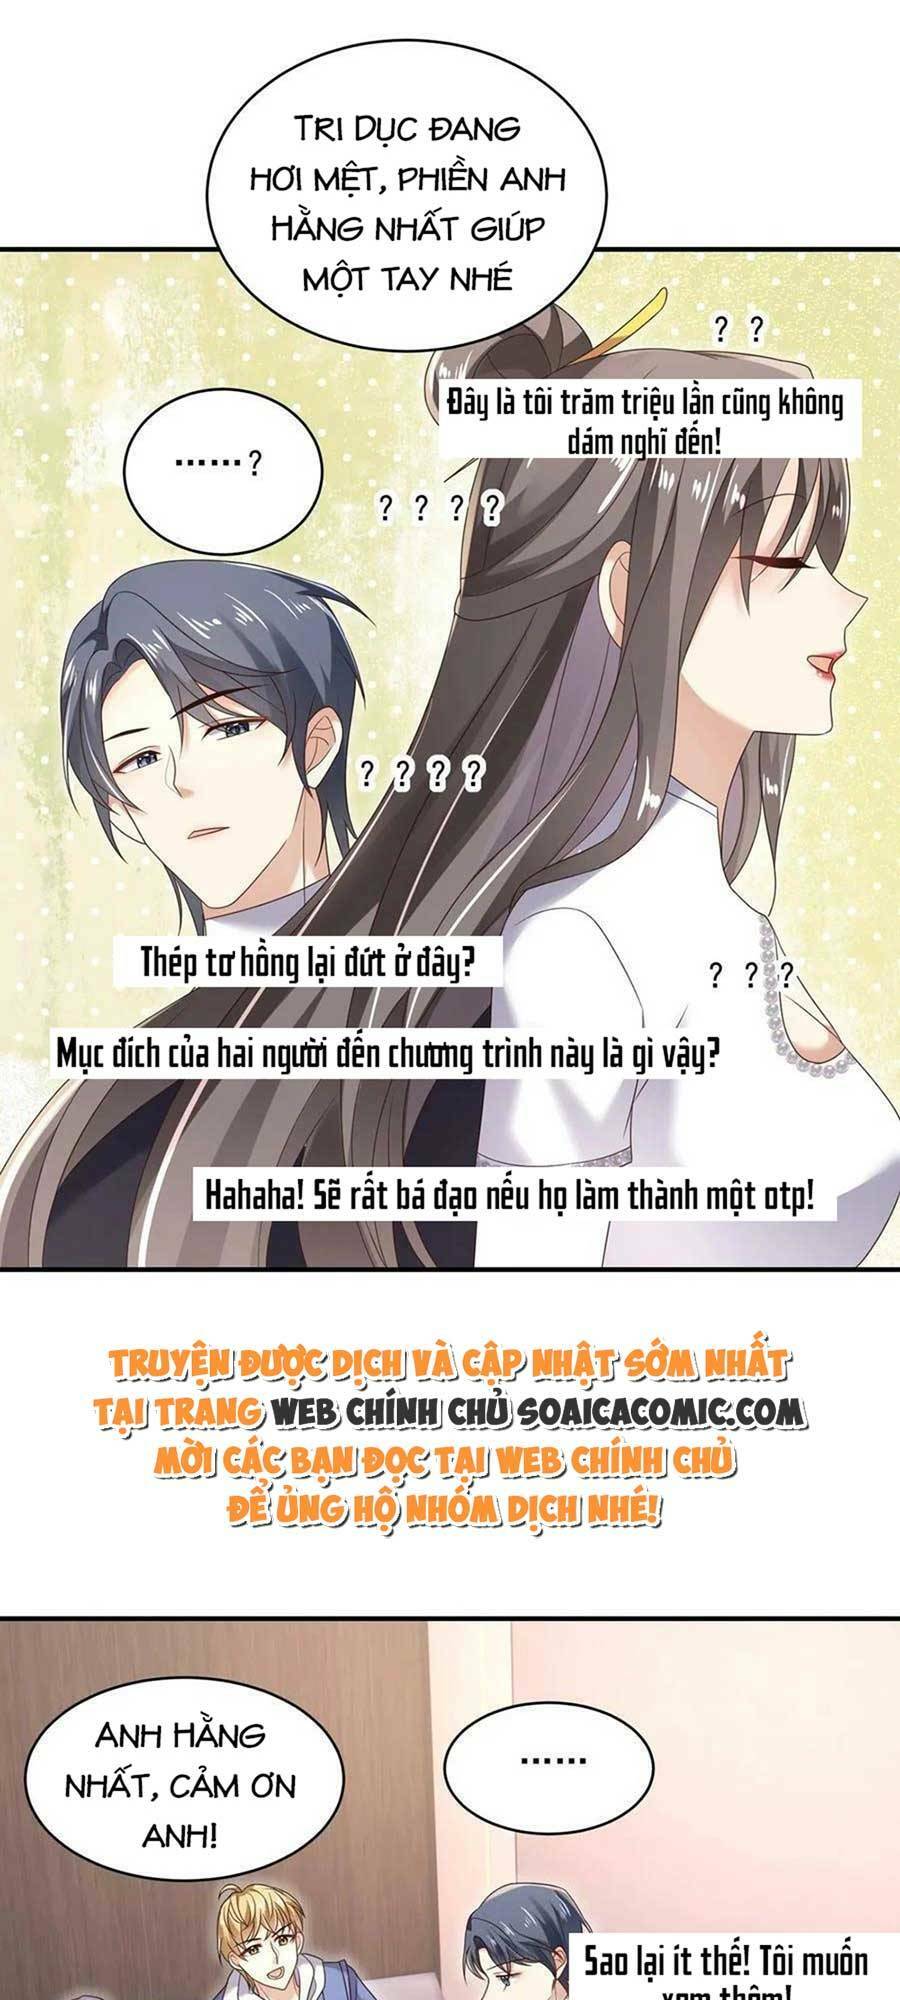 TRI DỤC ĐANG
HƠI MỆT, PHIỀN ANH
HẰNG NHẤT GIÚP
MỘT TAY NHÉ
? ?
Đây là tôi trăm triệu lần cũng không
dám nghĩ đến!
......?
? ? ? ?
? ? ? ?
Thép tơ hồng lại đứt ở đây?
? ? ?
Mục đích của hai người đến chương trình này là gì vậy?
Hahaha! Sẽ rất bá đạo nếu họ làm thành một otp!
TRUYỆN ĐƯỢC DỊCH VÀ CẬP NHẬT SỚM NHẤT
TẠI TRANG WEB CHÍNH CHỦ SOAICACOMIC.COM
MỜI CÁC BẠN ĐỌC TẠI WEB CHÍNH CHỦ
ĐỂ ỦNG HỘ NHÓM DỊCH NHÉ!
ANH HẰNG
NHẤT, CẢM ƠN
ANH!
......
Sao lại ít thế! Tôi muốn
xem thêm!